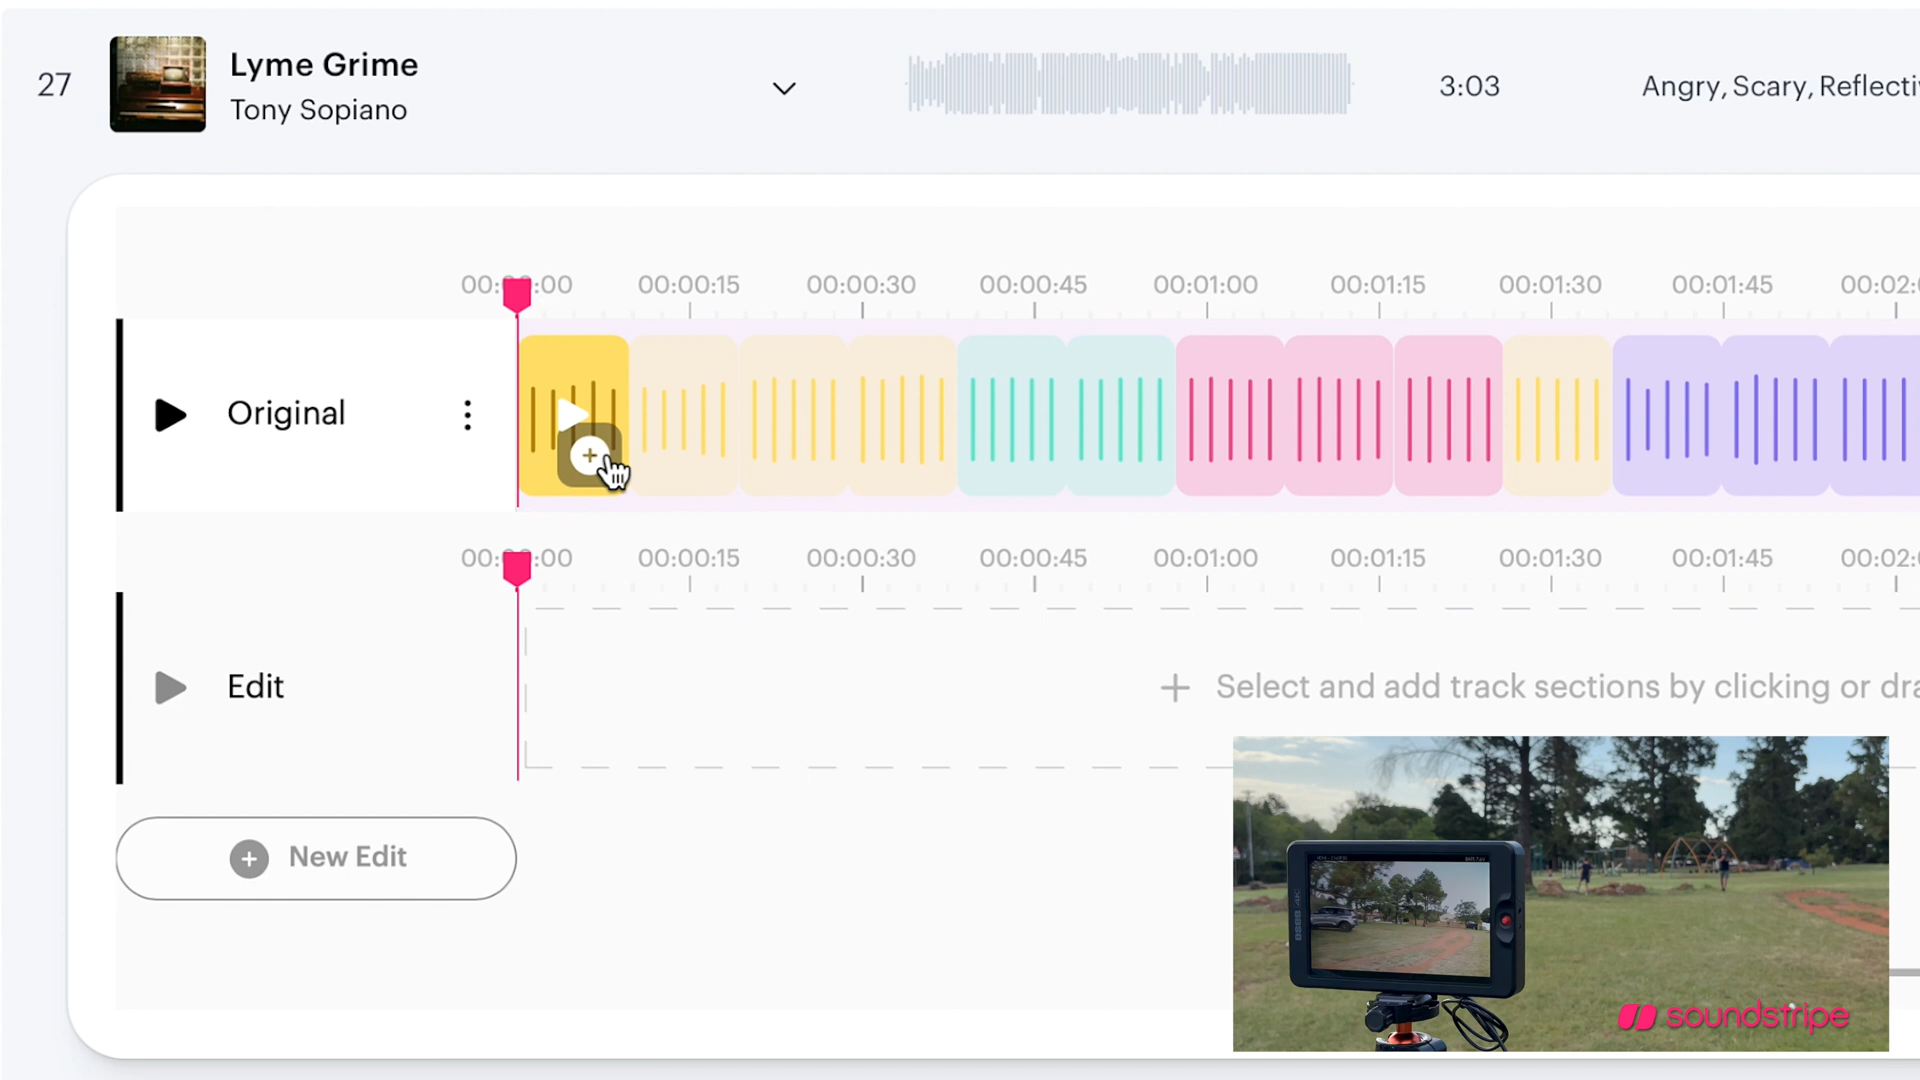 27
Lyme Grime
Tony Sopiano
3:03
Angry, Scary, Reflecti
00:00:15
00:00:30
00:00:45
00:01:00
00:01:15
00:01:30
00:01:45
Original
00:00:15
00:00:30
00:00:45
00:01:00
00:01:15
00:01:30
00:01:45
Edit
+ Select and add track sections by clicking or dra
New Edit
soundstripe